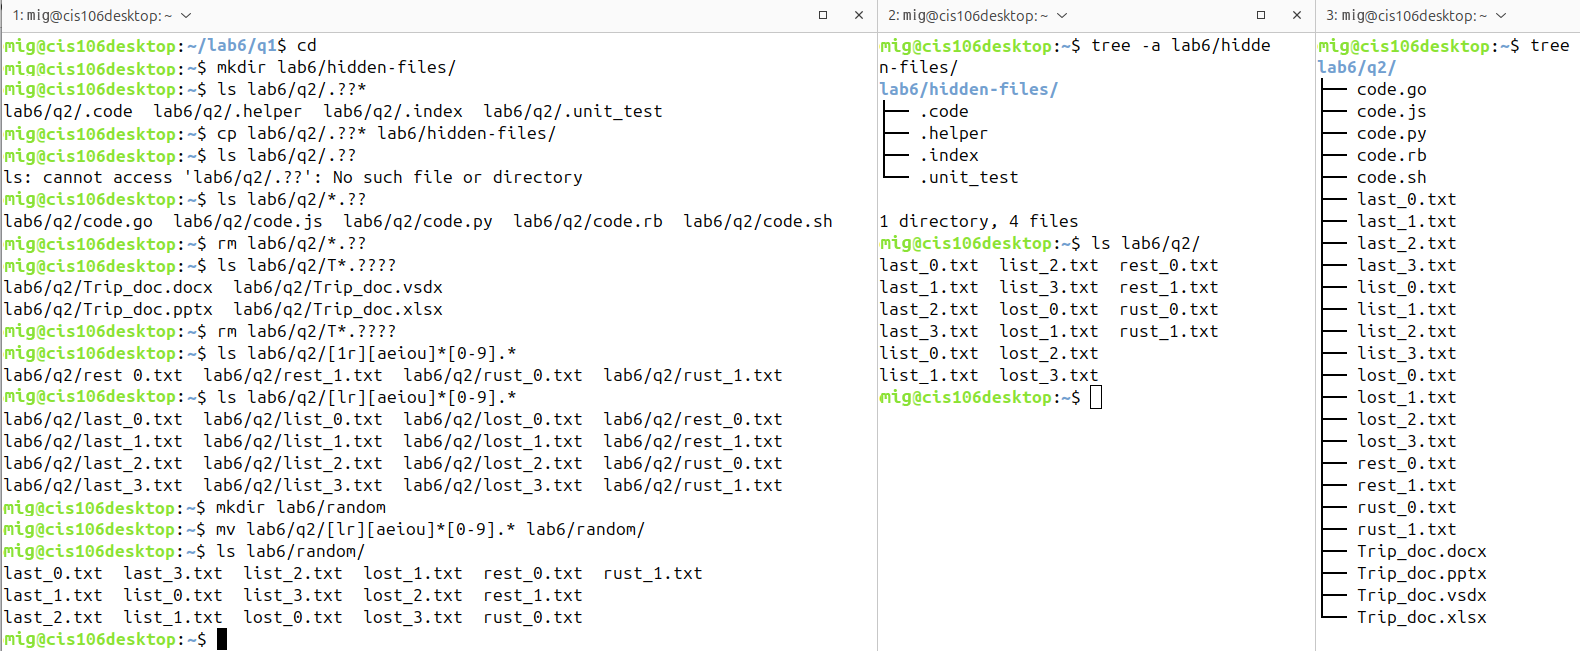 1: mig@cis106desktop: ~
mig@cis106desktop:~/lab6/q1$ cd
mig@cis106desktop:~$ mkdir lab6/hidden-files/
mig@cis106desktop:~$ ls lab6/q2/.??*
lab6/q2/.code  lab6/q2/.helper  lab6/q2/.index  lab6/q2/.unit_test
mig@cis106desktop:~$ cp lab6/q2/.??* lab6/hidden-files/
mig@cis106desktop:~$ ls lab6/q2/.??
ls: cannot access 'lab6/q2/.??': No such file or directory
mig@cis106desktop:~$ ls lab6/q2/*.??
lab6/q2/code.go  lab6/q2/code.js  lab6/q2/code.py  lab6/q2/code.rb  lab6/q2/code.sh
mig@cis106desktop:~$ rm lab6/q2/*.??
mig@cis106desktop:~$ ls lab6/q2/T*.????
lab6/q2/Trip_doc.docx  lab6/q2/Trip_doc.vsdx
lab6/q2/Trip_doc.pptx  lab6/q2/Trip_doc.xlsx
mig@cis106desktop:~$ rm lab6/q2/T*.????
mig@cis106desktop:~$ ls lab6/q2/[1r][aeiou]*[0-9].*
lab6/q2/rest 0.txt  lab6/q2/rest_1.txt  lab6/q2/rust_0.txt  lab6/q2/rust_1.txt
mig@cis106desktop:~$ ls lab6/q2/[lr][aeiou]*[0-9].*
lab6/q2/last_0.txt  lab6/q2/list_0.txt  lab6/q2/lost_0.txt  lab6/q2/rest_0.txt
lab6/q2/last_1.txt  lab6/q2/list_1.txt  lab6/q2/lost_1.txt  lab6/q2/rest_1.txt
lab6/q2/last_2.txt  lab6/q2/list_2.txt  lab6/q2/lost_2.txt  lab6/q2/rust_0.txt
lab6/q2/last_3.txt  lab6/q2/list_3.txt  lab6/q2/lost_3.txt  lab6/q2/rust_1.txt
mig@cis106desktop:~$ mkdir lab6/random
mig@cis106desktop:~$ mv lab6/q2/[lr][aeiou]*[0-9].* lab6/random/
mig@cis106desktop:~$ ls lab6/random/
last_0.txt  last_3.txt  list_2.txt  lost_1.txt  rest_0.txt  rust_1.txt
last_1.txt  list_0.txt  list_3.txt  lost_2.txt  rest_1.txt
last_2.txt  list_1.txt  lost_0.txt  lost_3.txt  rust_0.txt
mig@cis106desktop:~$
2: mig@cis106desktop: ~
mig@cis106desktop:~$ tree -a lab6/hidde
n-files/
lab6/hidden-files/
├── .code
├── .helper
├── .index
└── .unit_test
1 directory, 4 files
mig@cis106desktop:~$ ls lab6/q2/
last_0.txt  list_2.txt  rest_0.txt
last_1.txt  list_3.txt  rest_1.txt
last_2.txt  lost_0.txt  rust_0.txt
last_3.txt  lost_1.txt  rust_1.txt
list_0.txt  lost_2.txt
list_1.txt  lost_3.txt
mig@cis106desktop:~$
3: mig@cis106desktop: ~
mig@cis106desktop:~$ tree
lab6/q2/
├── code.go
├── code.js
├── code.py
├── code.rb
├── code.sh
├── last_0.txt
├── last_1.txt
├── last_2.txt
├── last_3.txt
├── list_0.txt
├── list_1.txt
├── list_2.txt
├── list_3.txt
├── lost_0.txt
├── lost_1.txt
├── lost_2.txt
├── lost_3.txt
├── rest_0.txt
├── rest_1.txt
├── rust_0.txt
├── rust_1.txt
├── Trip_doc.docx
├── Trip_doc.pptx
├── Trip_doc.vsdx
└── Trip_doc.xlsx